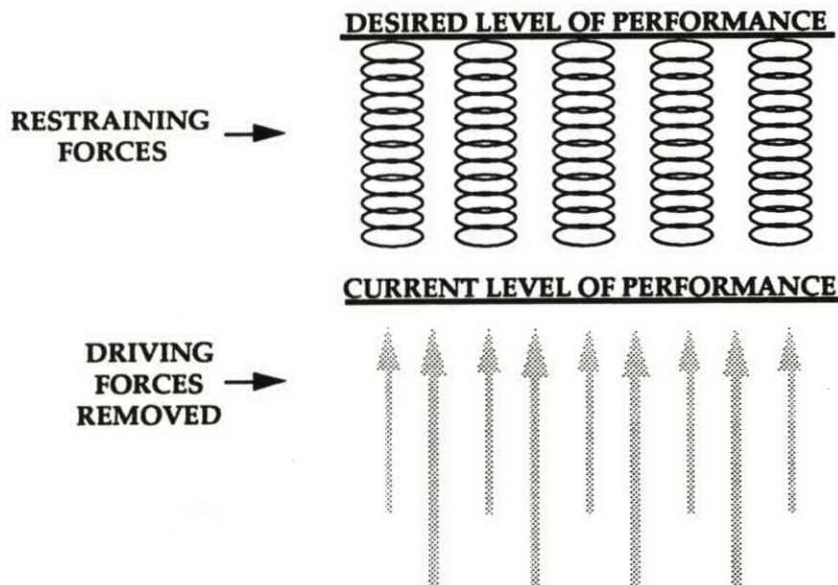 DESIRED LEVEL OF PERFORMANCE
RESTRAINING
FORCES
CURRENT LEVEL OF PERFORMANCE
DRIVING
FORCES
REMOVED